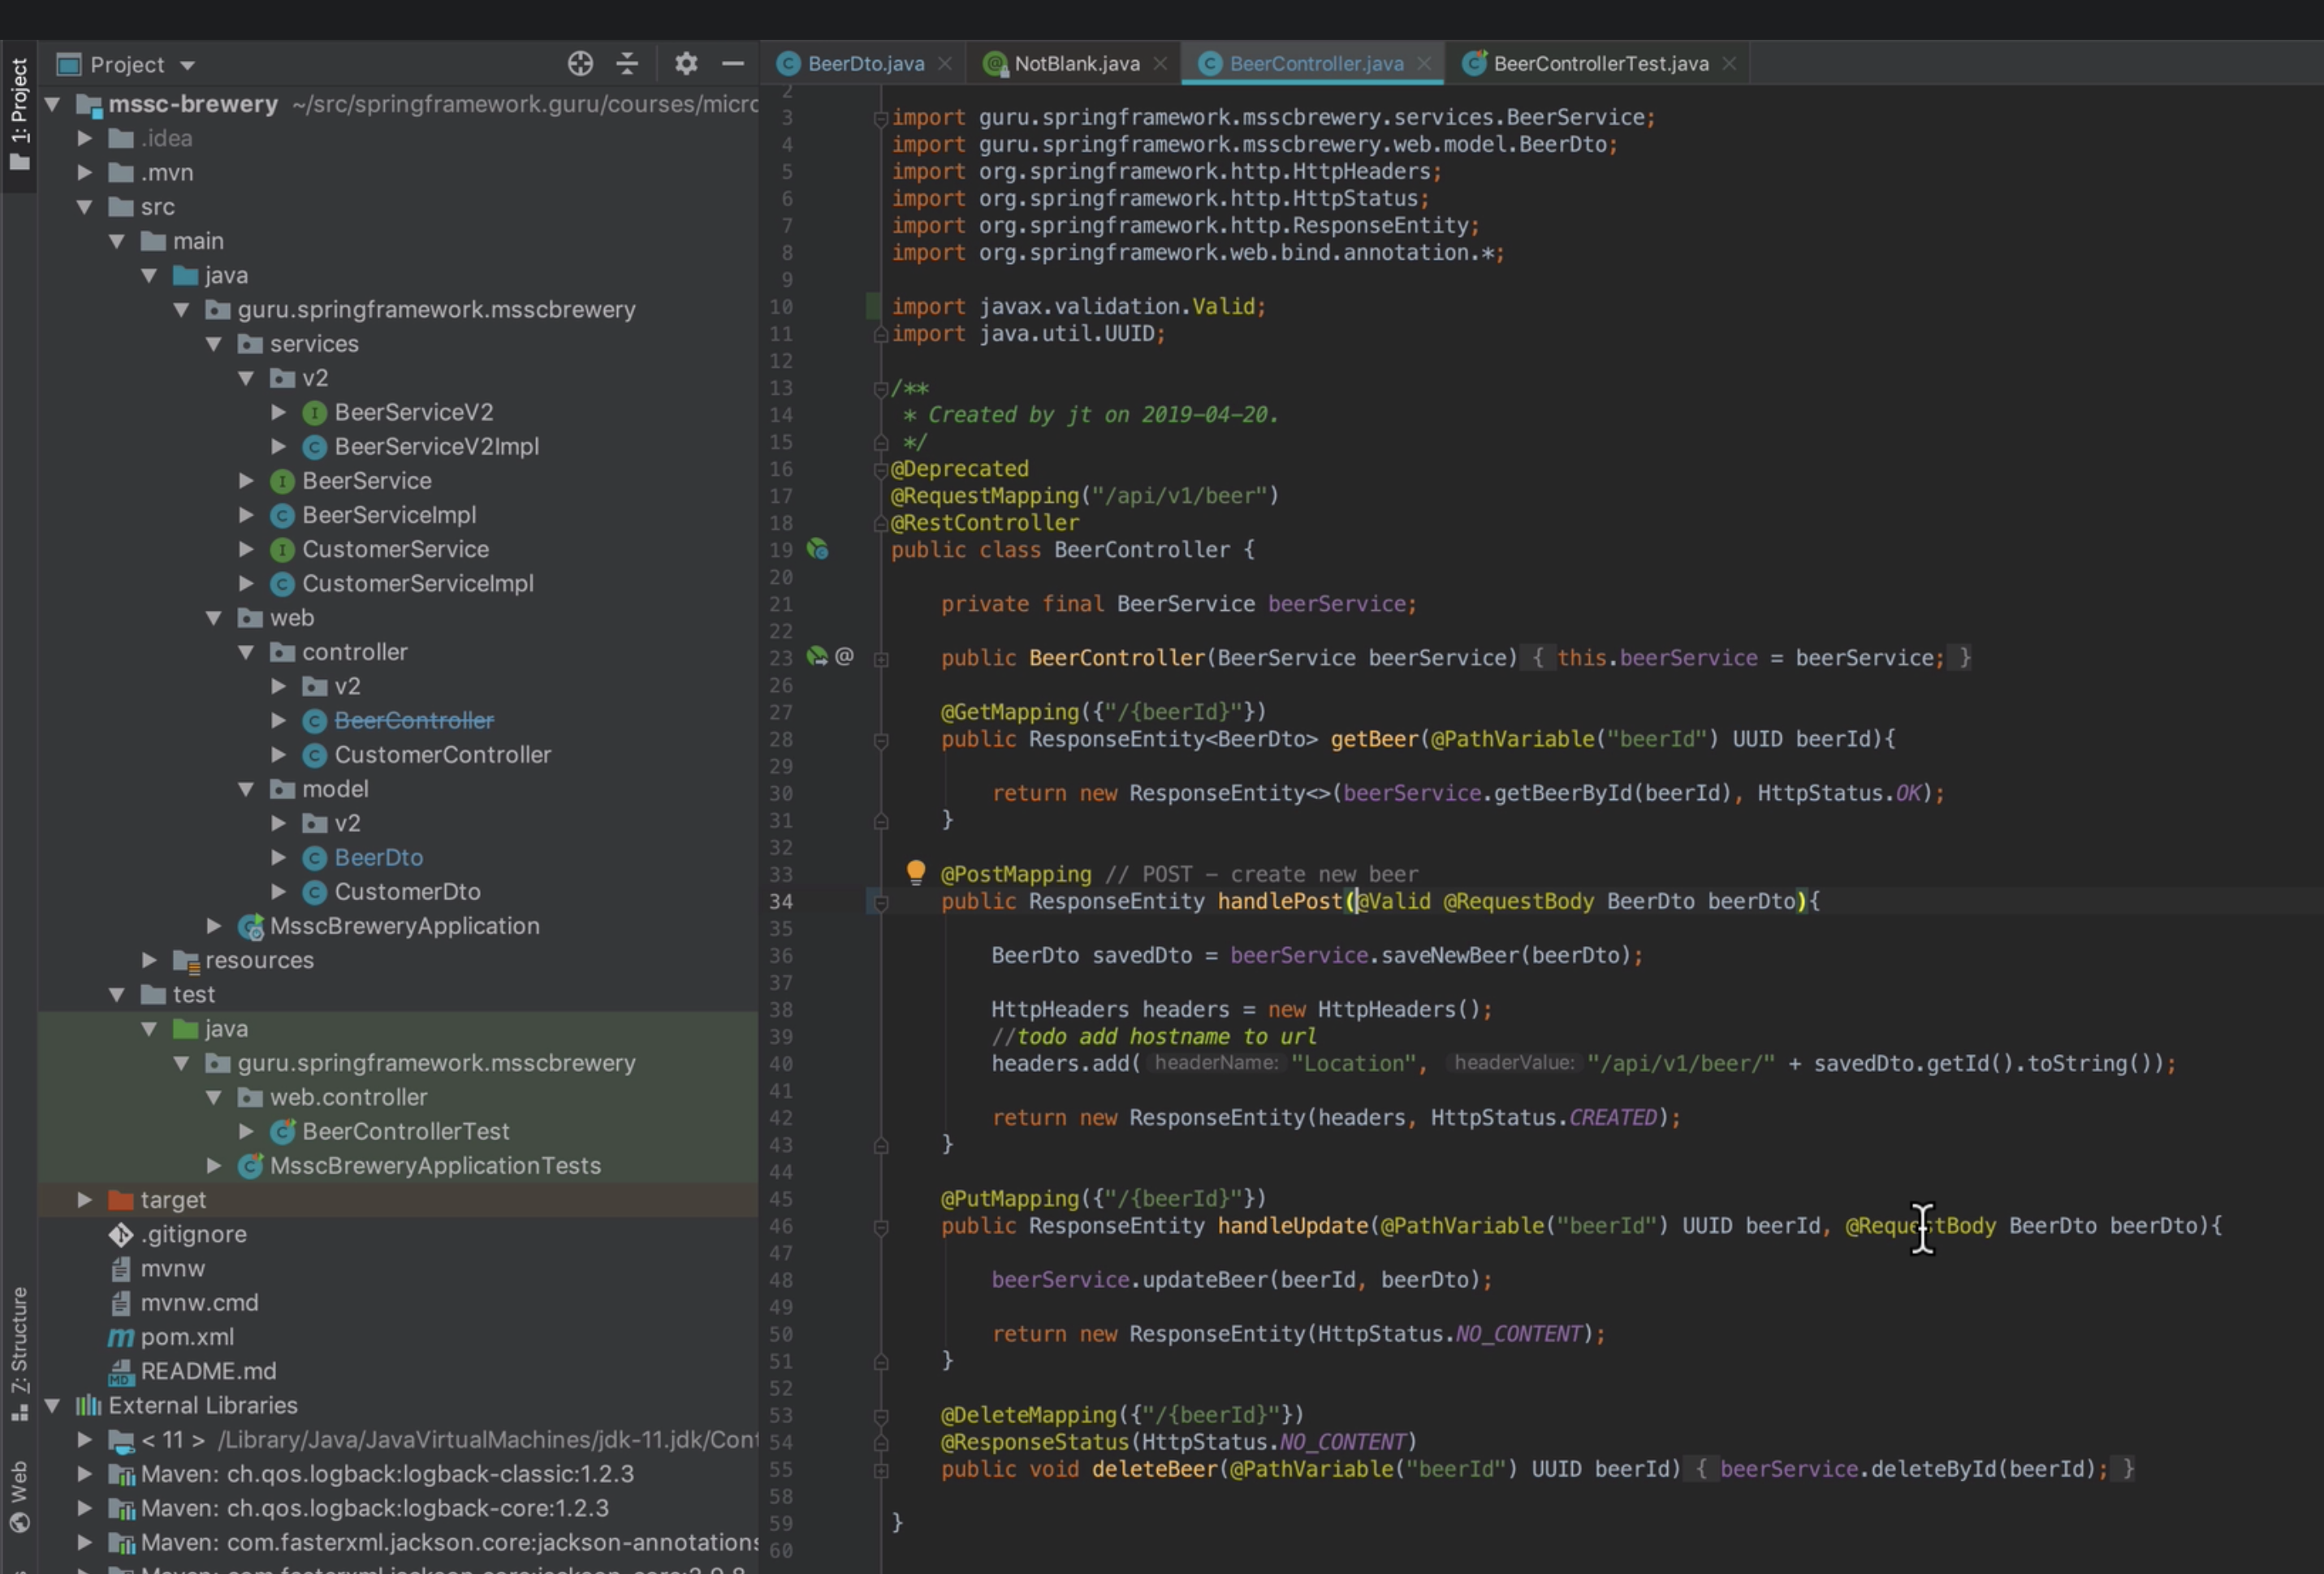 1: Project
Project
mssc-brewery ~/src/springframework.guru/courses/micro
.idea
.mvn
src
main
java
guru.springframework.msscbrewery
services
v2
BeerServiceV2
BeerServiceV2Impl
BeerService
BeerServiceImpl
CustomerService
CustomerServiceImpl
web
controller
v2
BeerController
CustomerController
model
v2
BeerDto
CustomerDto
MsscBreweryApplication
resources
test
java
guru.springframework.msscbrewery
web.controller
BeerControllerTest
MsscBreweryApplicationTests
target
.gitignore
mvnw
mvnw.cmd
pom.xml
README.md
External Libraries
< 11 > /Library/Java/JavaVirtualMachines/jdk-11.jdk/Cont
Maven: ch.qos.logback:logback-classic:1.2.3
Maven: ch.qos.logback:logback-core:1.2.3
Maven: com.fasterxml.jackson.core:jackson-annotations
Z: Structure
Web
BeerDto.java NotBlank.java BeerController.java BeerControllerTest.java
2
3 import guru.springframework.msscbrewery.services.BeerService;
4 import guru.springframework.msscbrewery.web.model.BeerDto;
5 import org.springframework.http.HttpHeaders;
6 import org.springframework.http.HttpStatus;
7 import org.springframework.http.ResponseEntity;
8 import org.springframework.web.bind.annotation.*;
9
10 import javax.validation.Valid;
11 import java.util.UUID;
12
13 /**
14 * Created by jt on 2019-04-20.
15 */
16 @Deprecated
17 @RequestMapping("/api/v1/beer")
18 @RestController
19 public class BeerController {
20
21 private final BeerService beerService;
22
23 @ public BeerController(BeerService beerService) { this.beerService = beerService; }
26
27 @GetMapping({"/{beerId}"})
28 public ResponseEntity<BeerDto> getBeer(@PathVariable("beerId") UUID beerId){
29
30 return new ResponseEntity<>(beerService.getBeerById(beerId), HttpStatus.OK);
31 }
32
33 @PostMapping // POST – create new beer
34 public ResponseEntity handlePost(@Valid @RequestBody BeerDto beerDto){
35
36 BeerDto savedDto = beerService.saveNewBeer(beerDto);
37
38 HttpHeaders headers = new HttpHeaders();
39 //todo add hostname to url
40 headers.add( headerName: "Location", headerValue: "/api/v1/beer/" + savedDto.getId().toString());
41
42 return new ResponseEntity(headers, HttpStatus.CREATED);
43 }
44
45 @PutMapping({"/{beerId}"})
46 public ResponseEntity handleUpdate(@PathVariable("beerId") UUID beerId, @RequestBody BeerDto beerDto){
47
48 beerService.updateBeer(beerId, beerDto);
49
50 return new ResponseEntity(HttpStatus.NO_CONTENT);
51 }
52
53 @DeleteMapping({"/{beerId}"})
54 @ResponseStatus(HttpStatus.NO_CONTENT)
55 public void deleteBeer(@PathVariable("beerId") UUID beerId) { beerService.deleteById(beerId); }
58
59 }
60